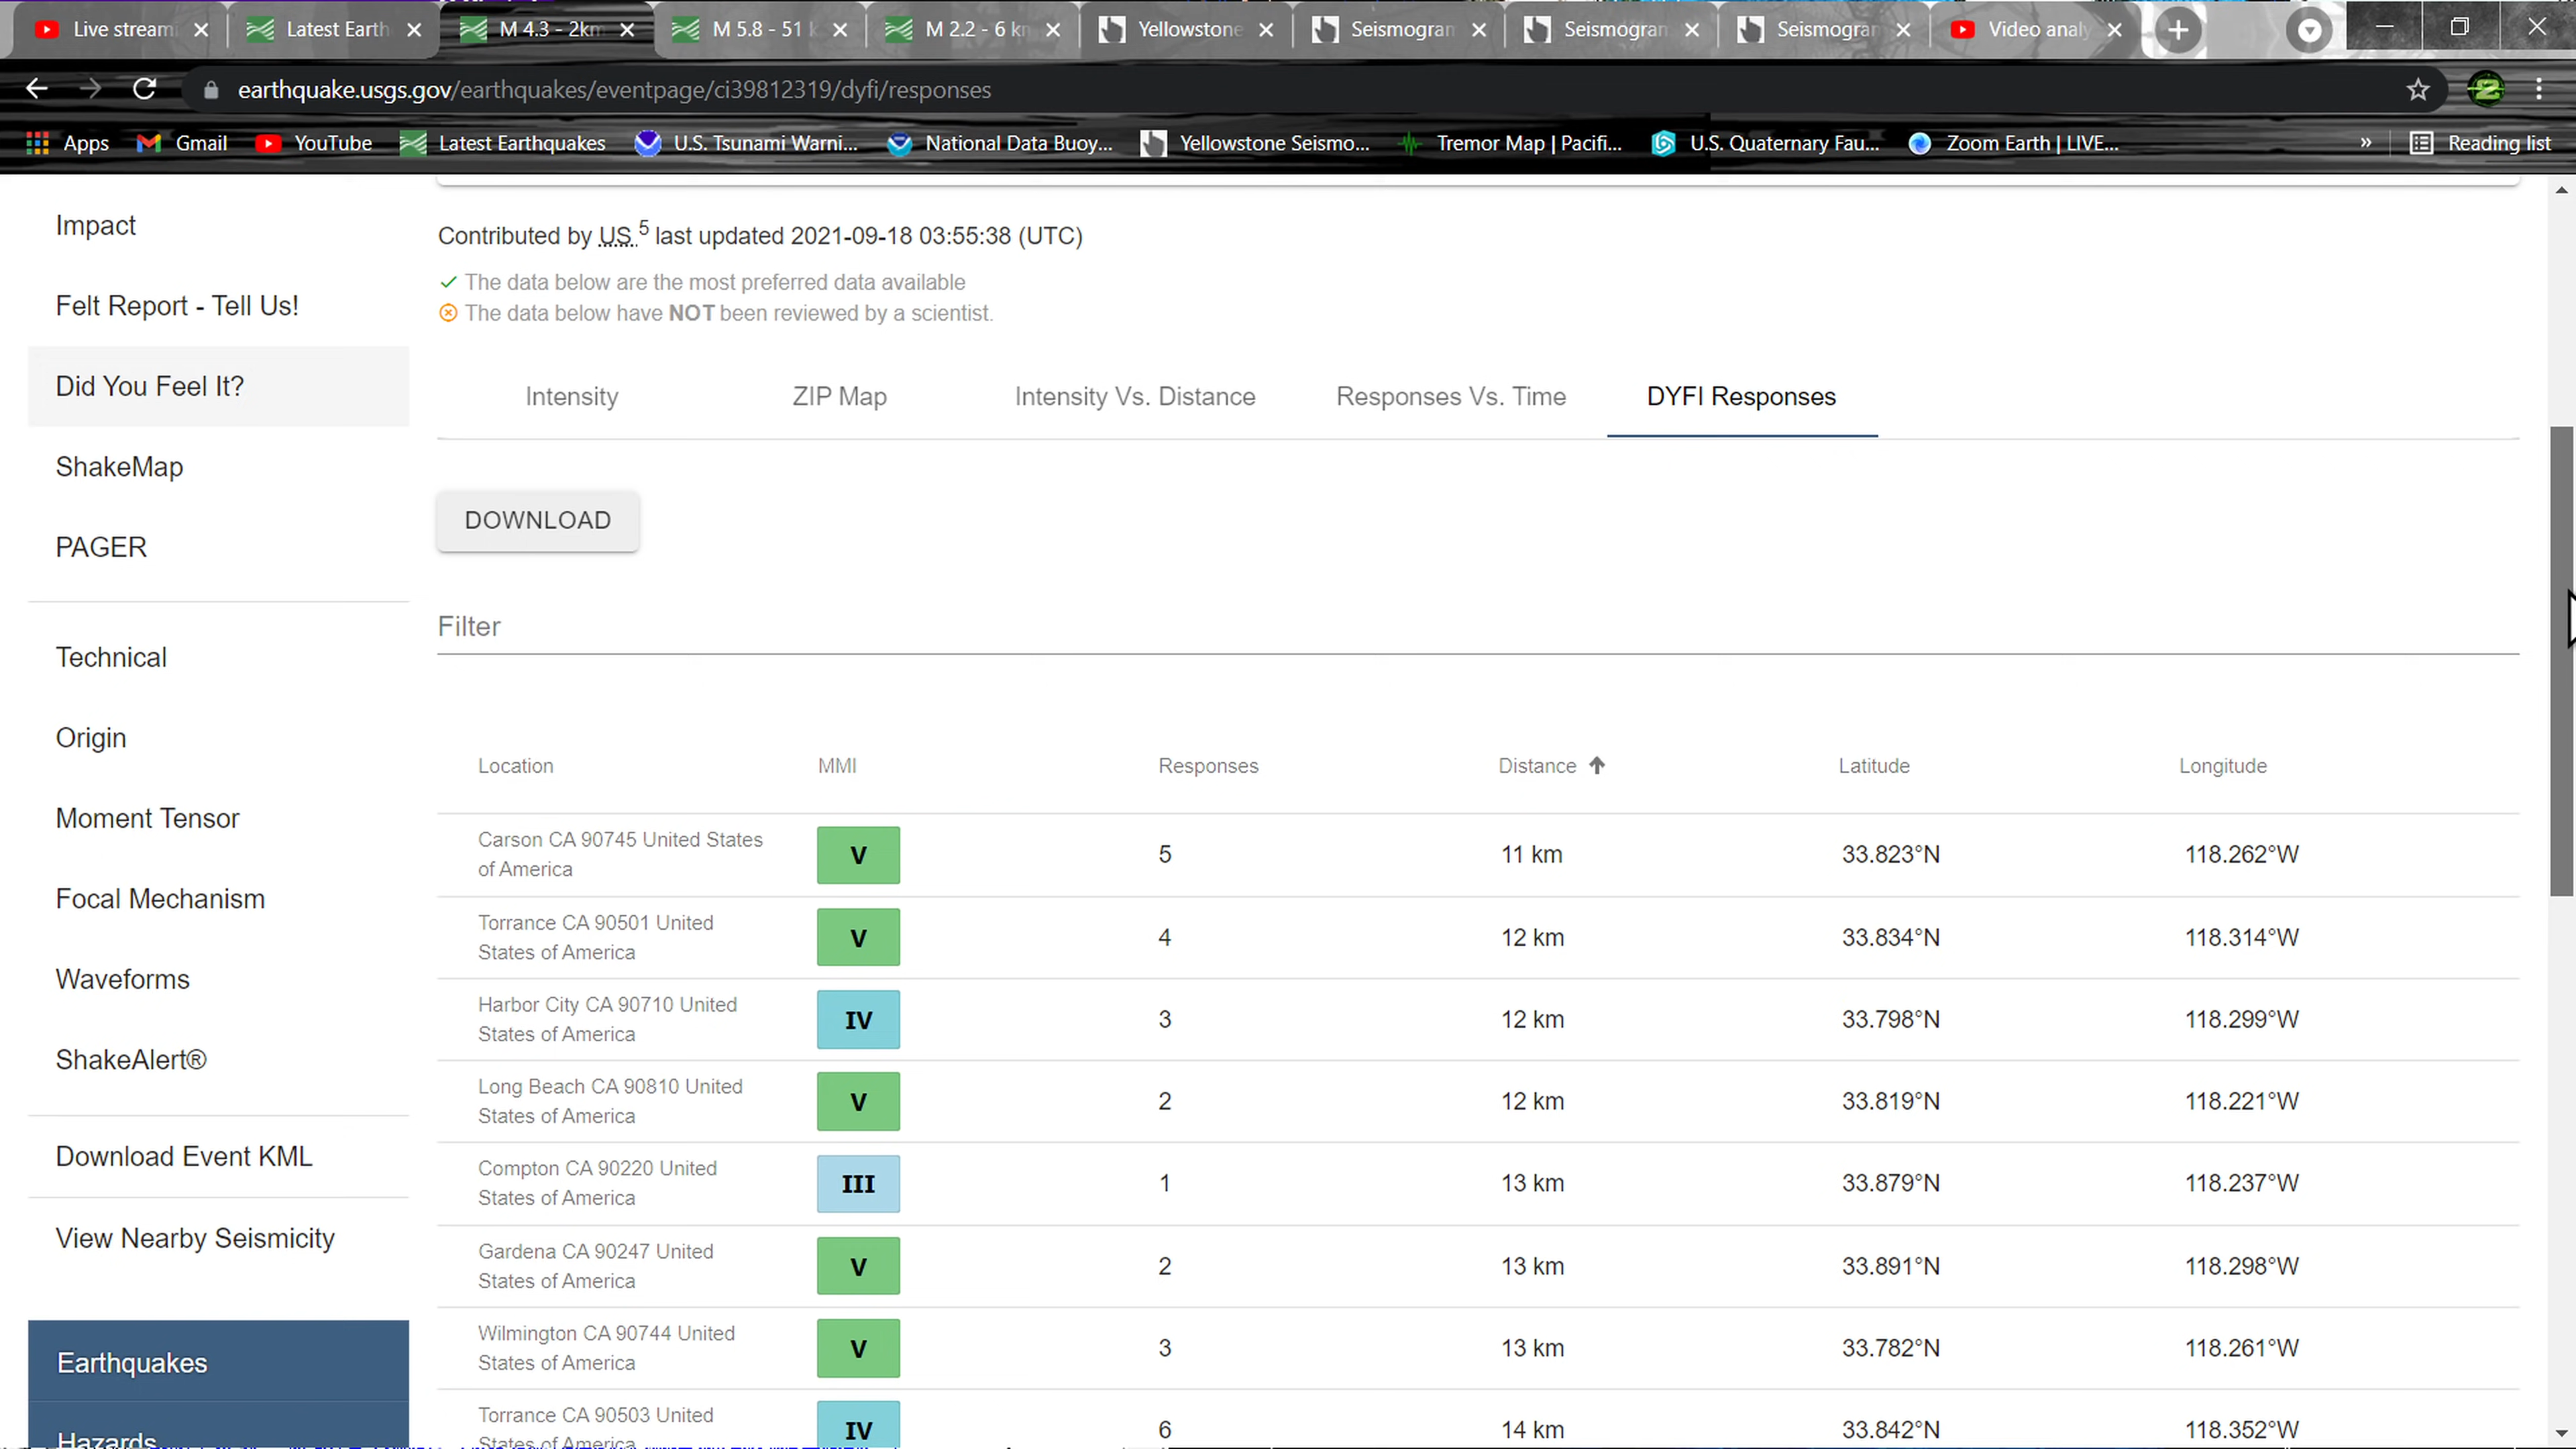 Live stream
Latest Earth
M 4.3 - 2km
M 5.8 - 51 k
M 2.2 - 6 km
Yellowstone
Seismogram
Seismogram
Seismogram
Video analy
earthquake.usgs.gov/earthquakes/eventpage/ci39812319/dyfi/responses
Apps
Gmail
YouTube
Latest Earthquakes
U.S. Tsunami Warni...
National Data Buoy...
Yellowstone Seismo...
Tremor Map | Pacifi...
U.S. Quaternary Fau...
Zoom Earth | LIVE...
»
Reading list
Impact
Felt Report - Tell Us!
Did You Feel It?
ShakeMap
PAGER
Technical
Origin
Moment Tensor
Focal Mechanism
Waveforms
ShakeAlert®
Download Event KML
View Nearby Seismicity
Earthquakes
Hazards
Contributed by US 5 last updated 2021-09-18 03:55:38 (UTC)
The data below are the most preferred data available
The data below have NOT been reviewed by a scientist.
Intensity
ZIP Map
Intensity Vs. Distance
Responses Vs. Time
DYFI Responses
DOWNLOAD
Filter
Location MMI Responses Distance Latitude Longitude
Carson CA 90745 United States
of America
V 5 11 km 33.823°N 118.262°W
Torrance CA 90501 United
States of America
V 4 12 km 33.834°N 118.314°W
Harbor City CA 90710 United
States of America
IV 3 12 km 33.798°N 118.299°W
Long Beach CA 90810 United
States of America
V 2 12 km 33.819°N 118.221°W
Compton CA 90220 United
States of America
III 1 13 km 33.879°N 118.237°W
Gardena CA 90247 United
States of America
V 2 13 km 33.891°N 118.298°W
Wilmington CA 90744 United
States of America
V 3 13 km 33.782°N 118.261°W
Torrance CA 90503 United
States of America
IV 6 14 km 33.842°N 118.352°W